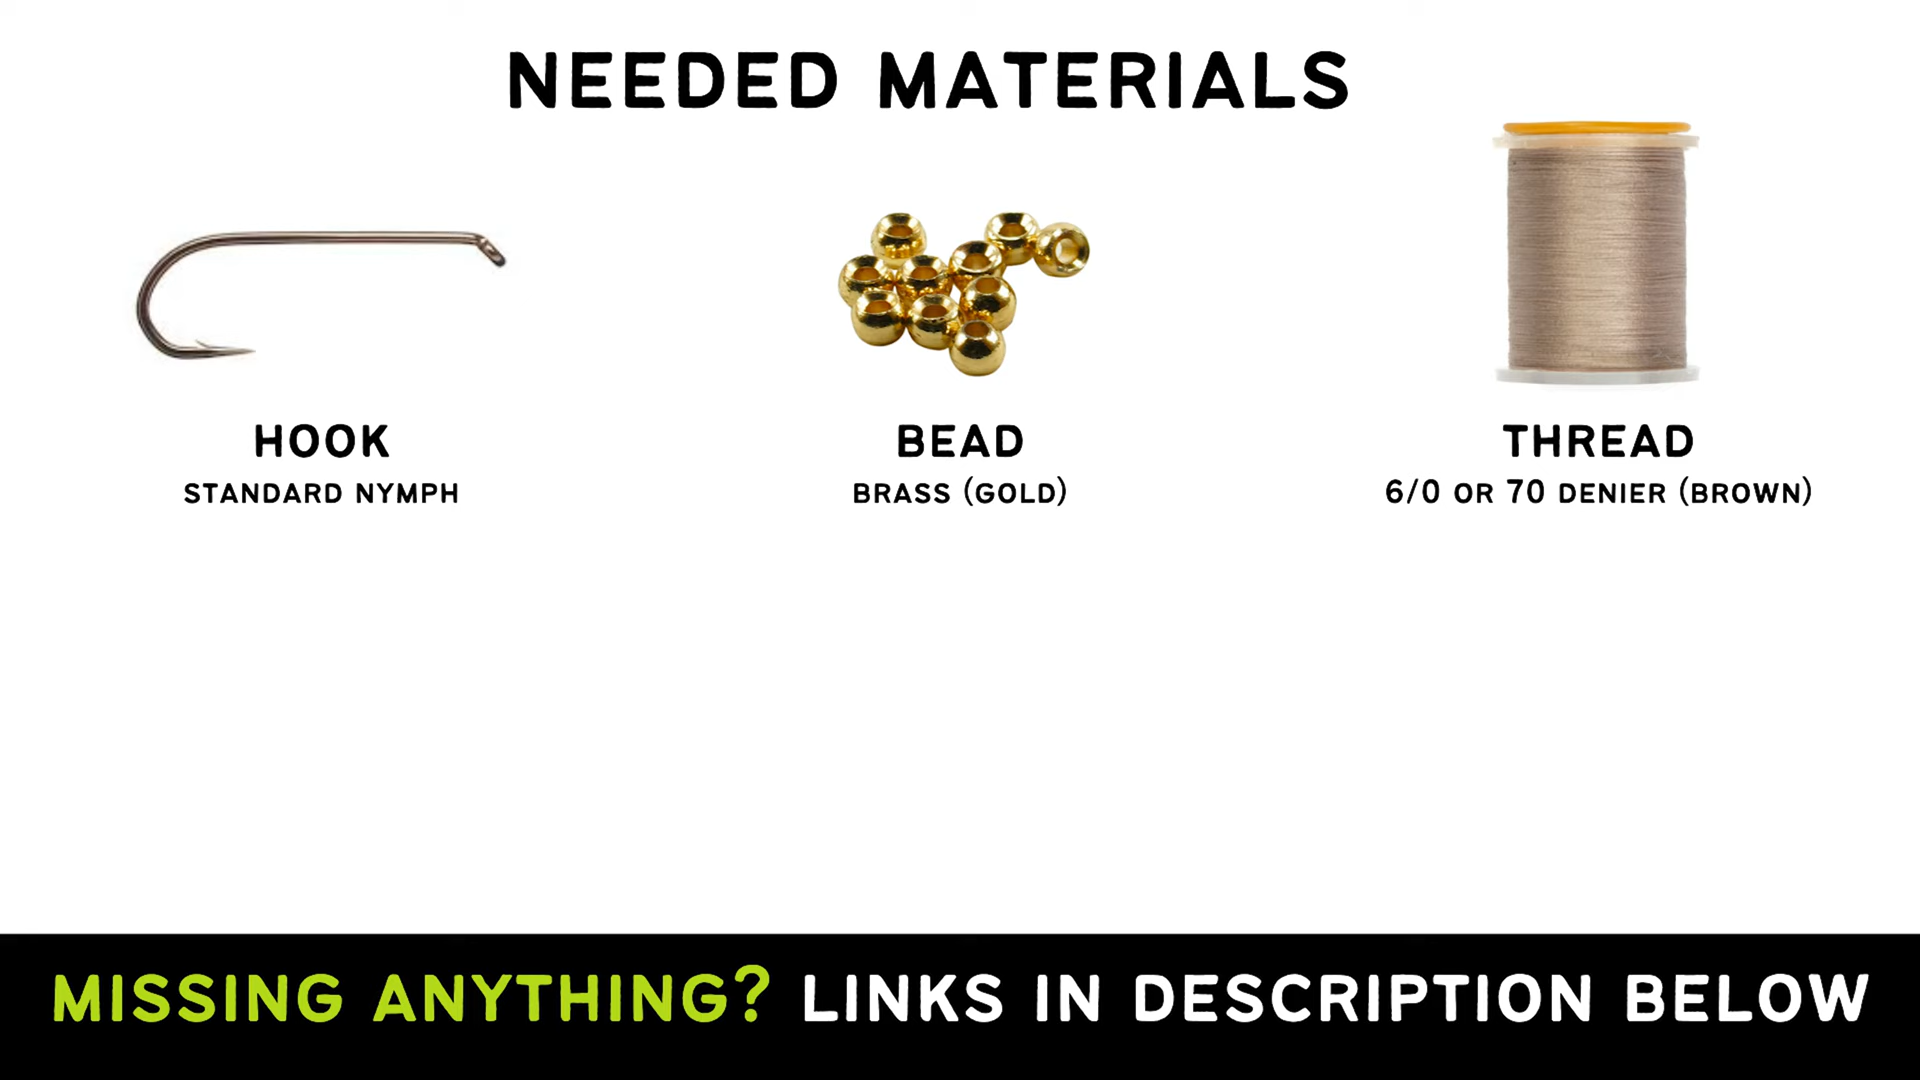 NEEDED MATERIALS
HOOK
STANDARD NYMPH
BEAD
BRASS (GOLD)
THREAD
6/0 OR 70 DENIER (BROWN)
MISSING ANYTHING? LINKS IN DESCRIPTION BELOW